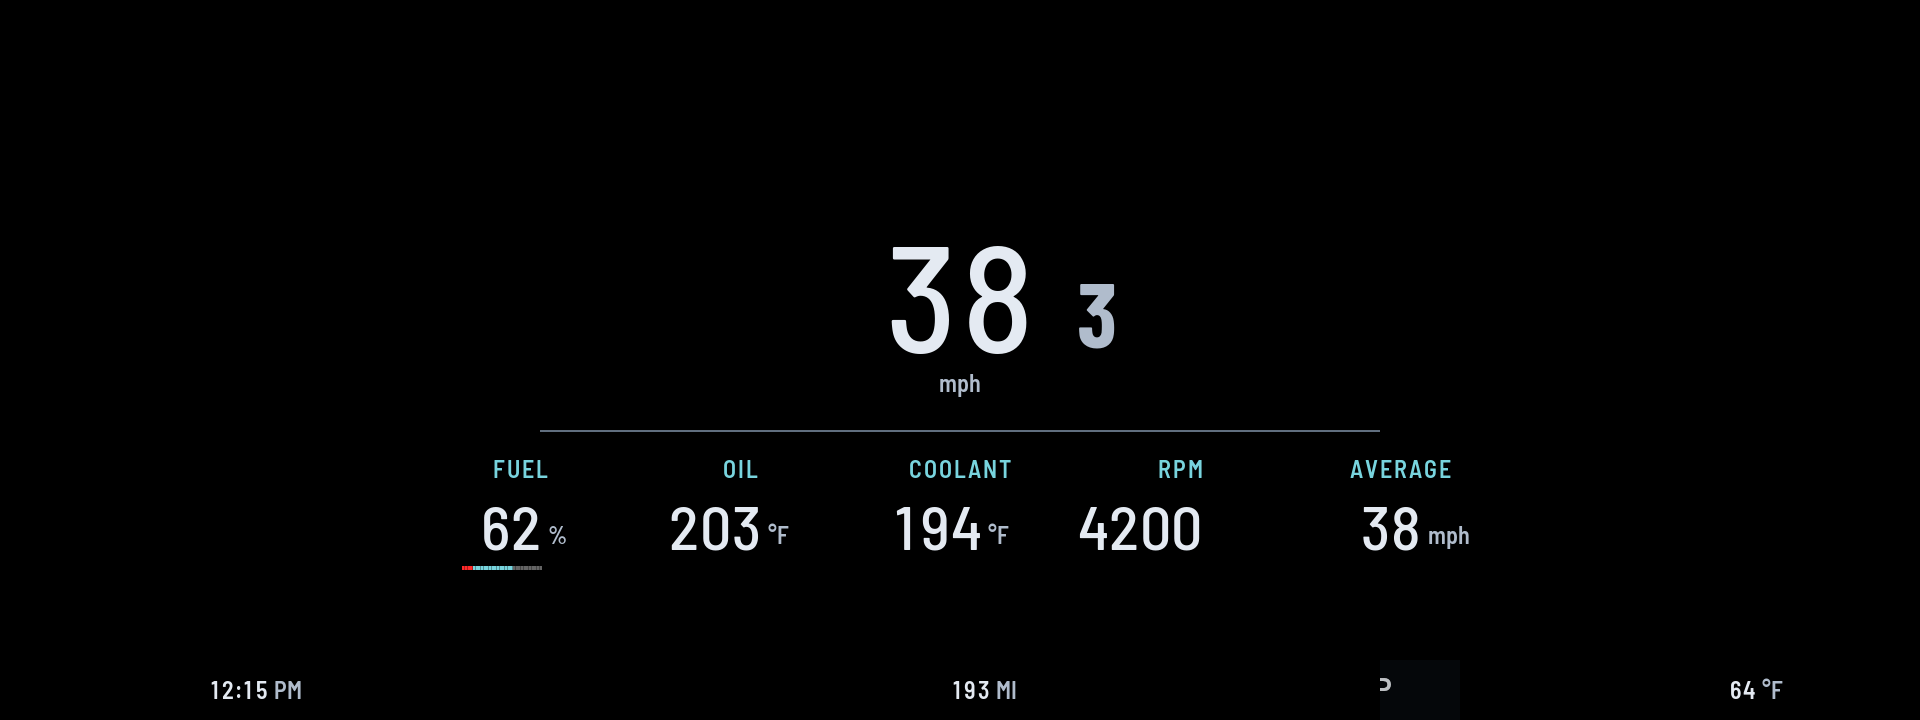 38 3
mph
FUEL OIL COOLANT RPM AVERAGE
62 % 203 °F 194 °F 4200 38 mph
12:15 PM 193 MI 64 °F